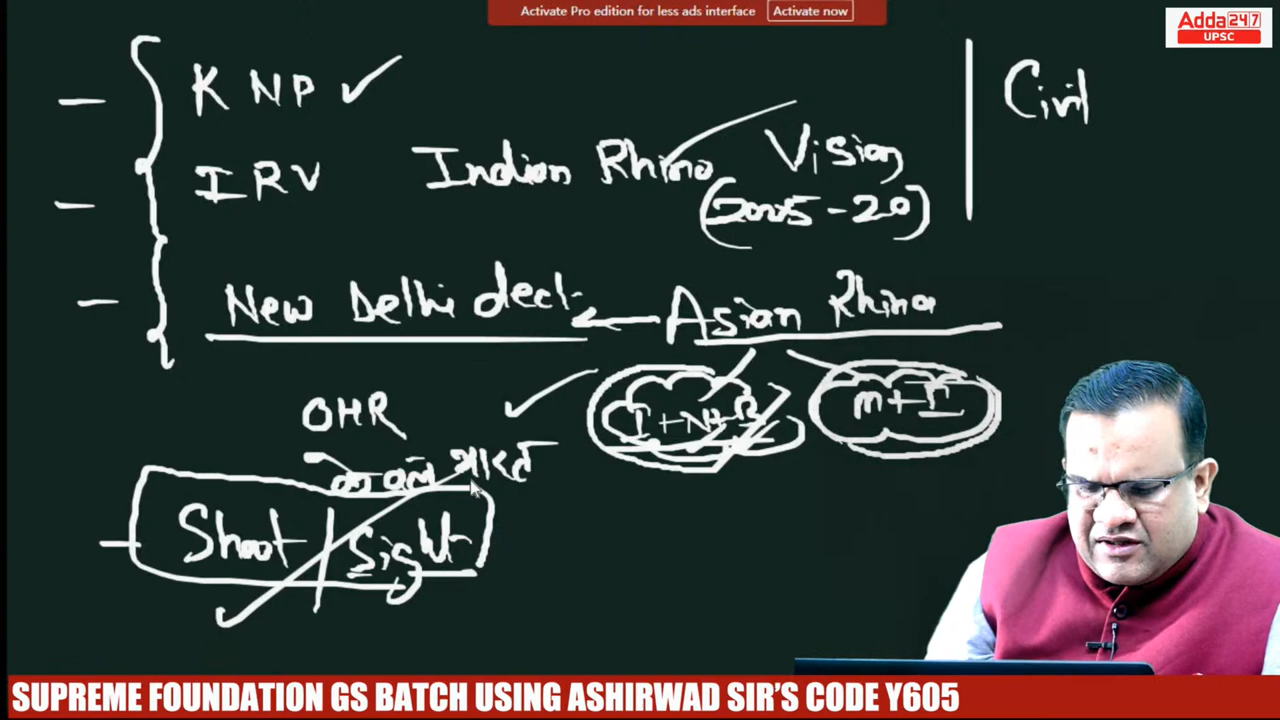 Activate Pro edition for less ads interface Activate now
Adda247
UPSC
KNP ✓
Civil
IRV Indian Rhino Vision
(2005-20)
New Delhi decl. ← Asian Rhino
I+N+B
M+I
OHR
Shoot / Sight
SUPREME FOUNDATION GS BATCH USING ASHIRWAD SIR'S CODE Y605